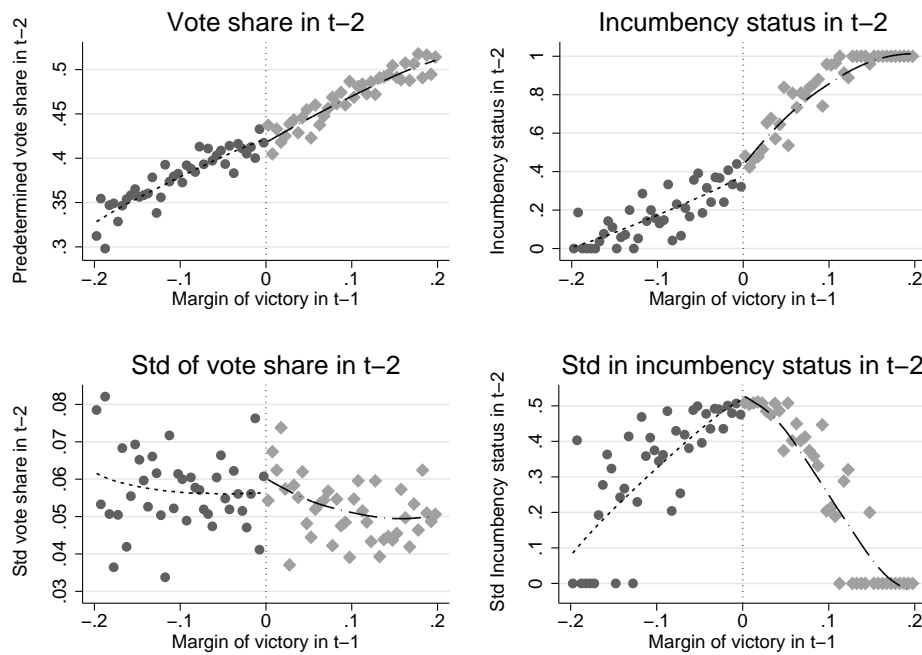 Vote share in t−2
Predetermined vote share in t−2
.5
.45
.4
.35
.3
−.2 −.1 0 .1 .2
Margin of victory in t−1
Incumbency status in t−2
Incumbency status in t−2
1
.8
.6
.4
.2
0
−.2 −.1 0 .1 .2
Margin of victory in t−1
Std of vote share in t−2
Std vote share in t−2
.08
.07
.06
.05
.04
.03
−.2 −.1 0 .1 .2
Margin of victory in t−1
Std in incumbency status in t−2
Std Incumbency status in t−2
.5
.4
.3
.2
.1
0
−.2 −.1 0 .1 .2
Margin of victory in t−1